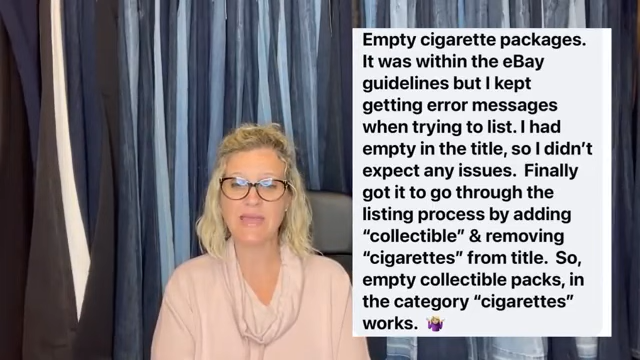 Empty cigarette packages.
It was within the eBay
guidelines but I kept
getting error messages
when trying to list. I had
empty in the title, so I didn't
expect any issues.  Finally
got it to go through the
listing process by adding
“collectible” & removing
“cigarettes” from title.  So,
empty collectible packs, in
the category “cigarettes”
works. 🤷🏼‍♀️